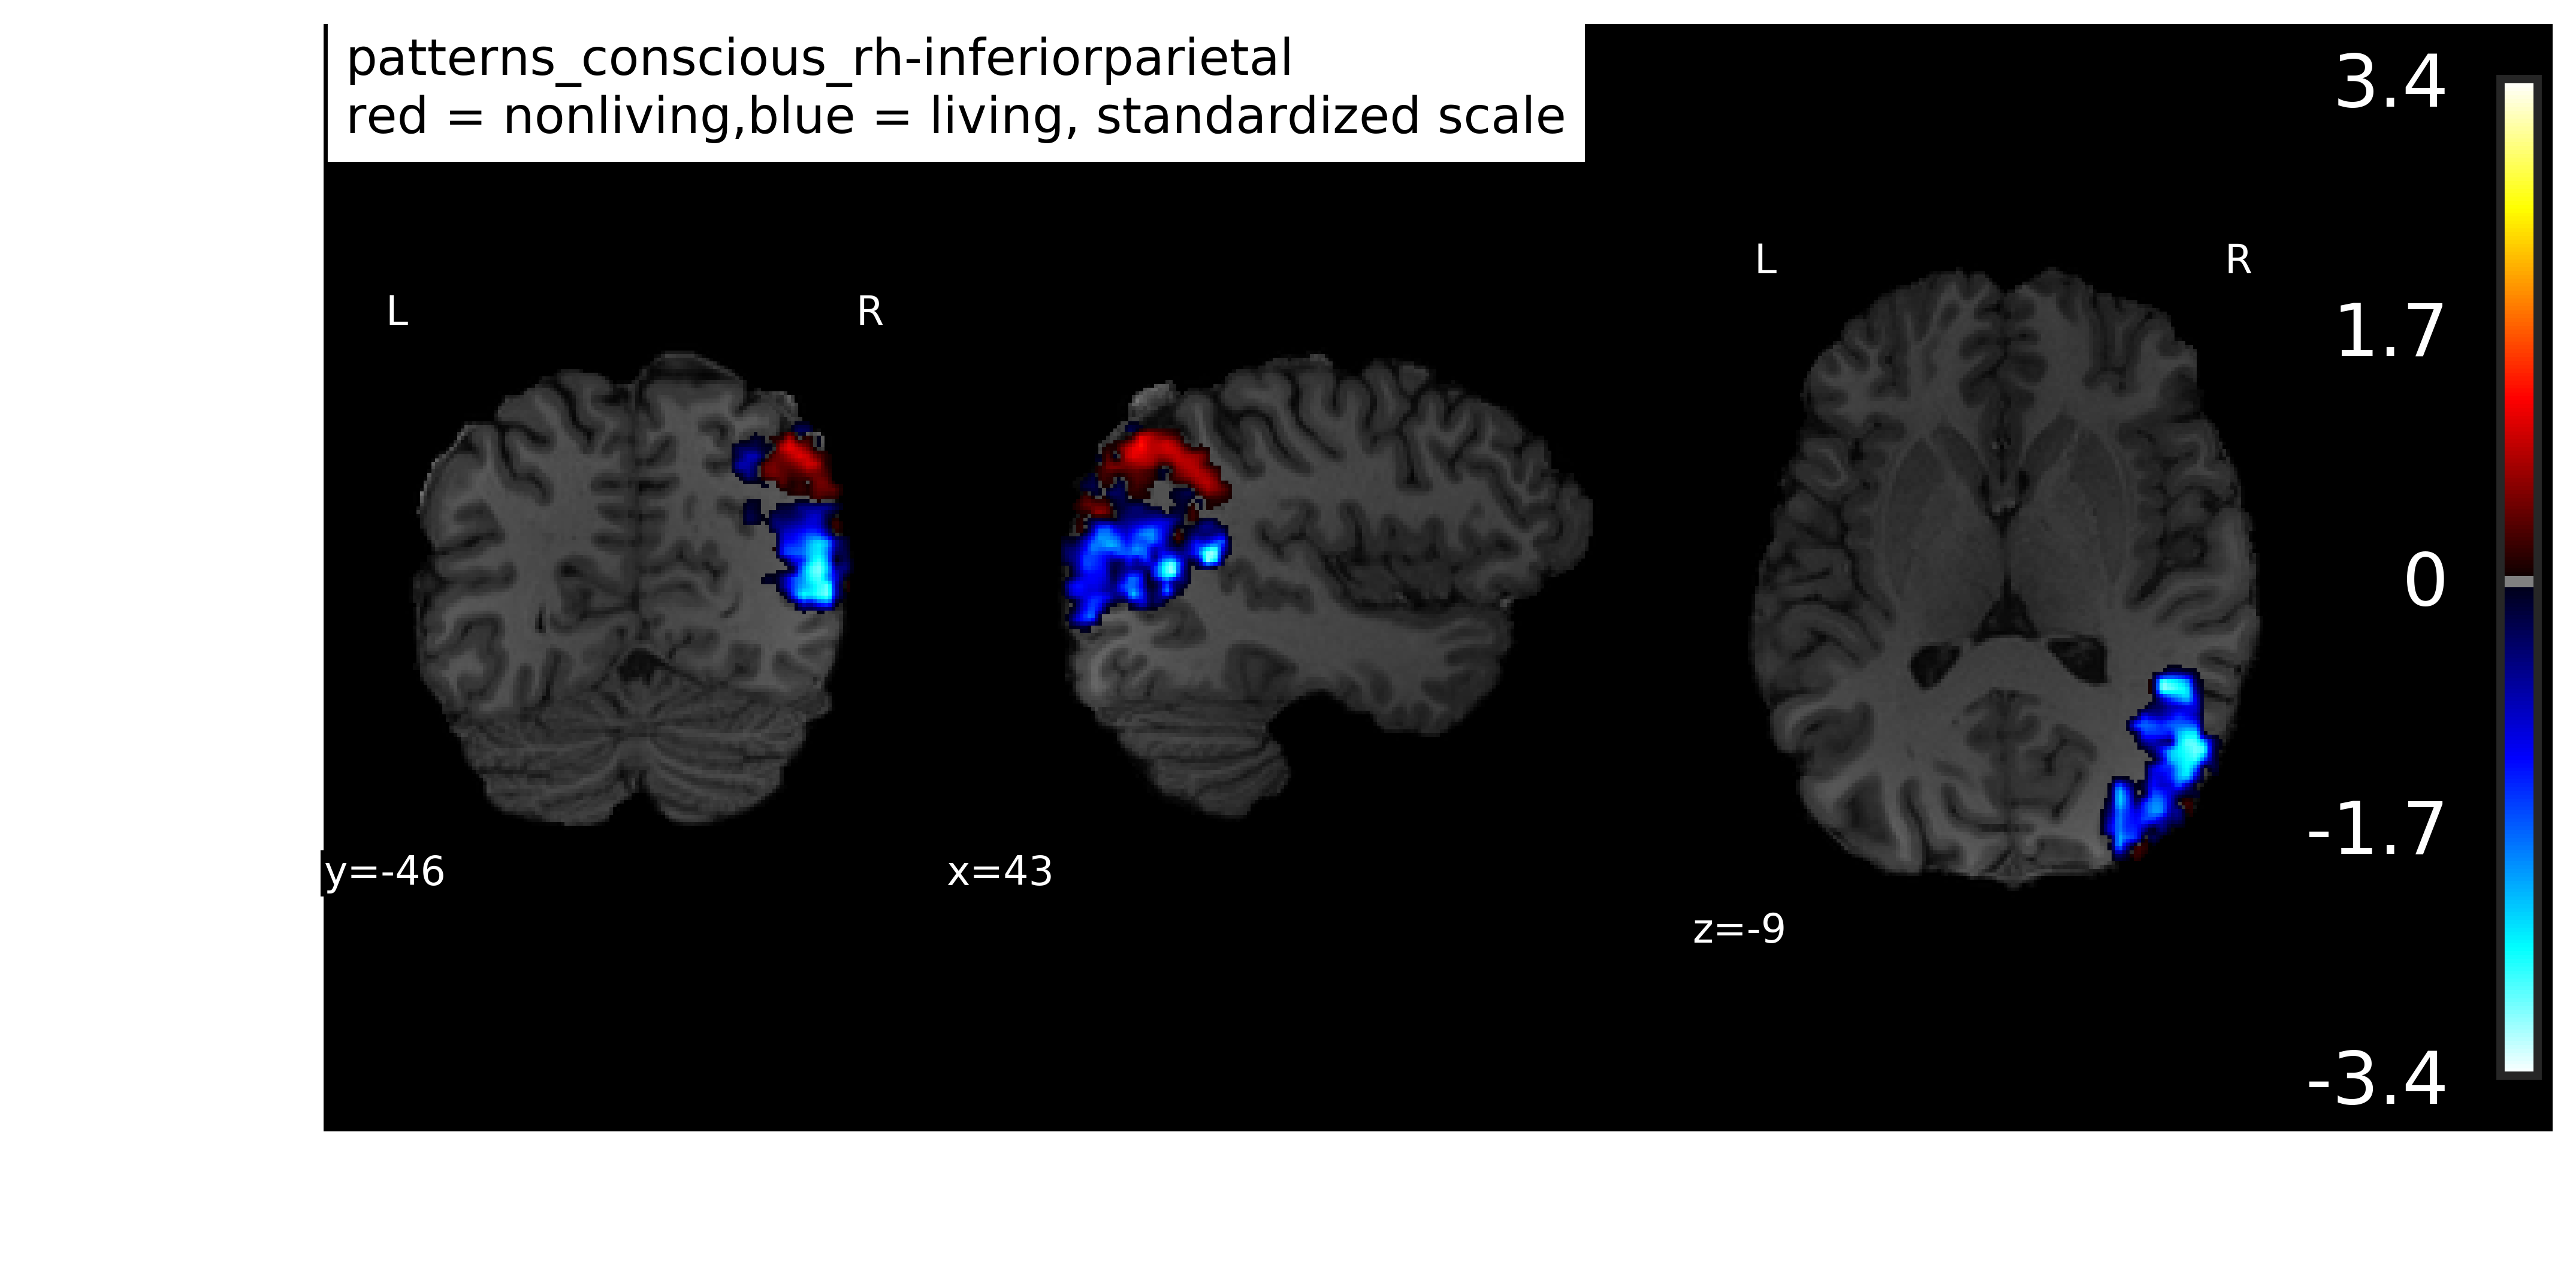 patterns_conscious_rh-inferiorparietal
red = nonliving,blue = living, standardized scale
L
R
y=-46
x=43
L
R
z=-9
3.4
1.7
0
-1.7
-3.4